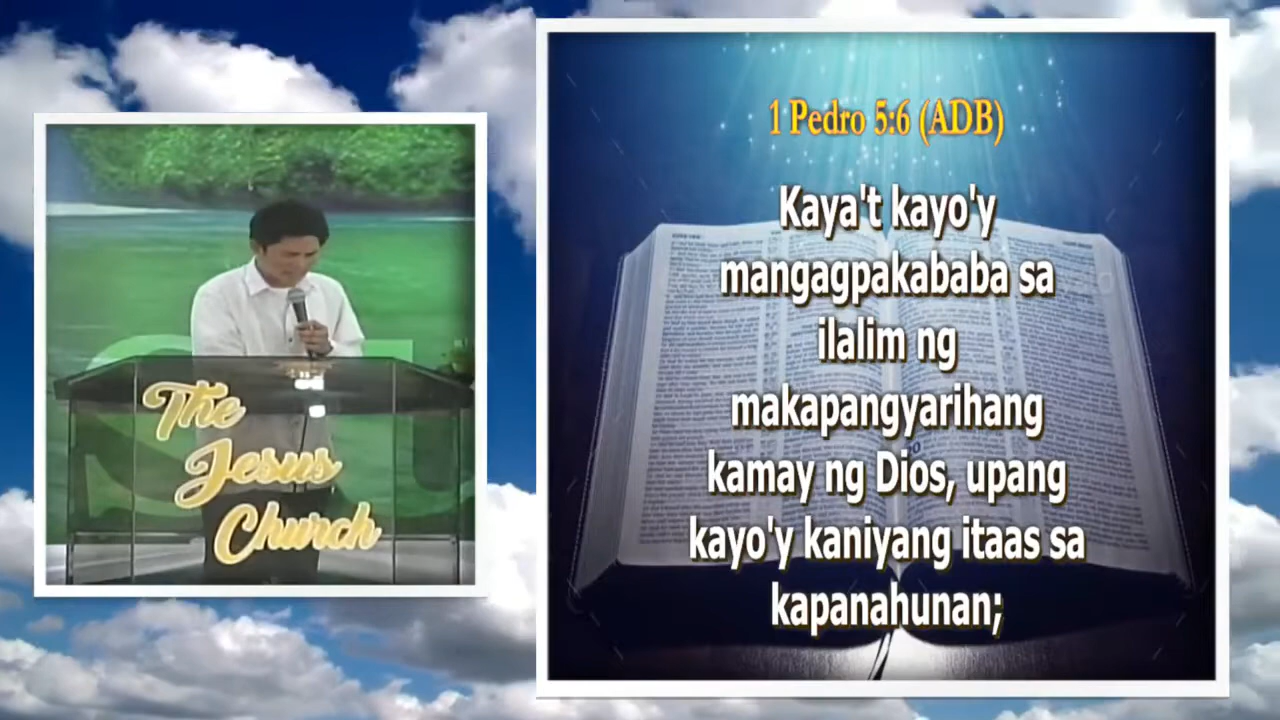 The
Jesus
Church
1 Pedro 5:6 (ADB)
Kaya't kayo'y
mangagpakababa sa
ilalim ng
makapangyarihang
kamay ng Dios, upang
kayo'y kaniyang itaas sa
kapanahunan;